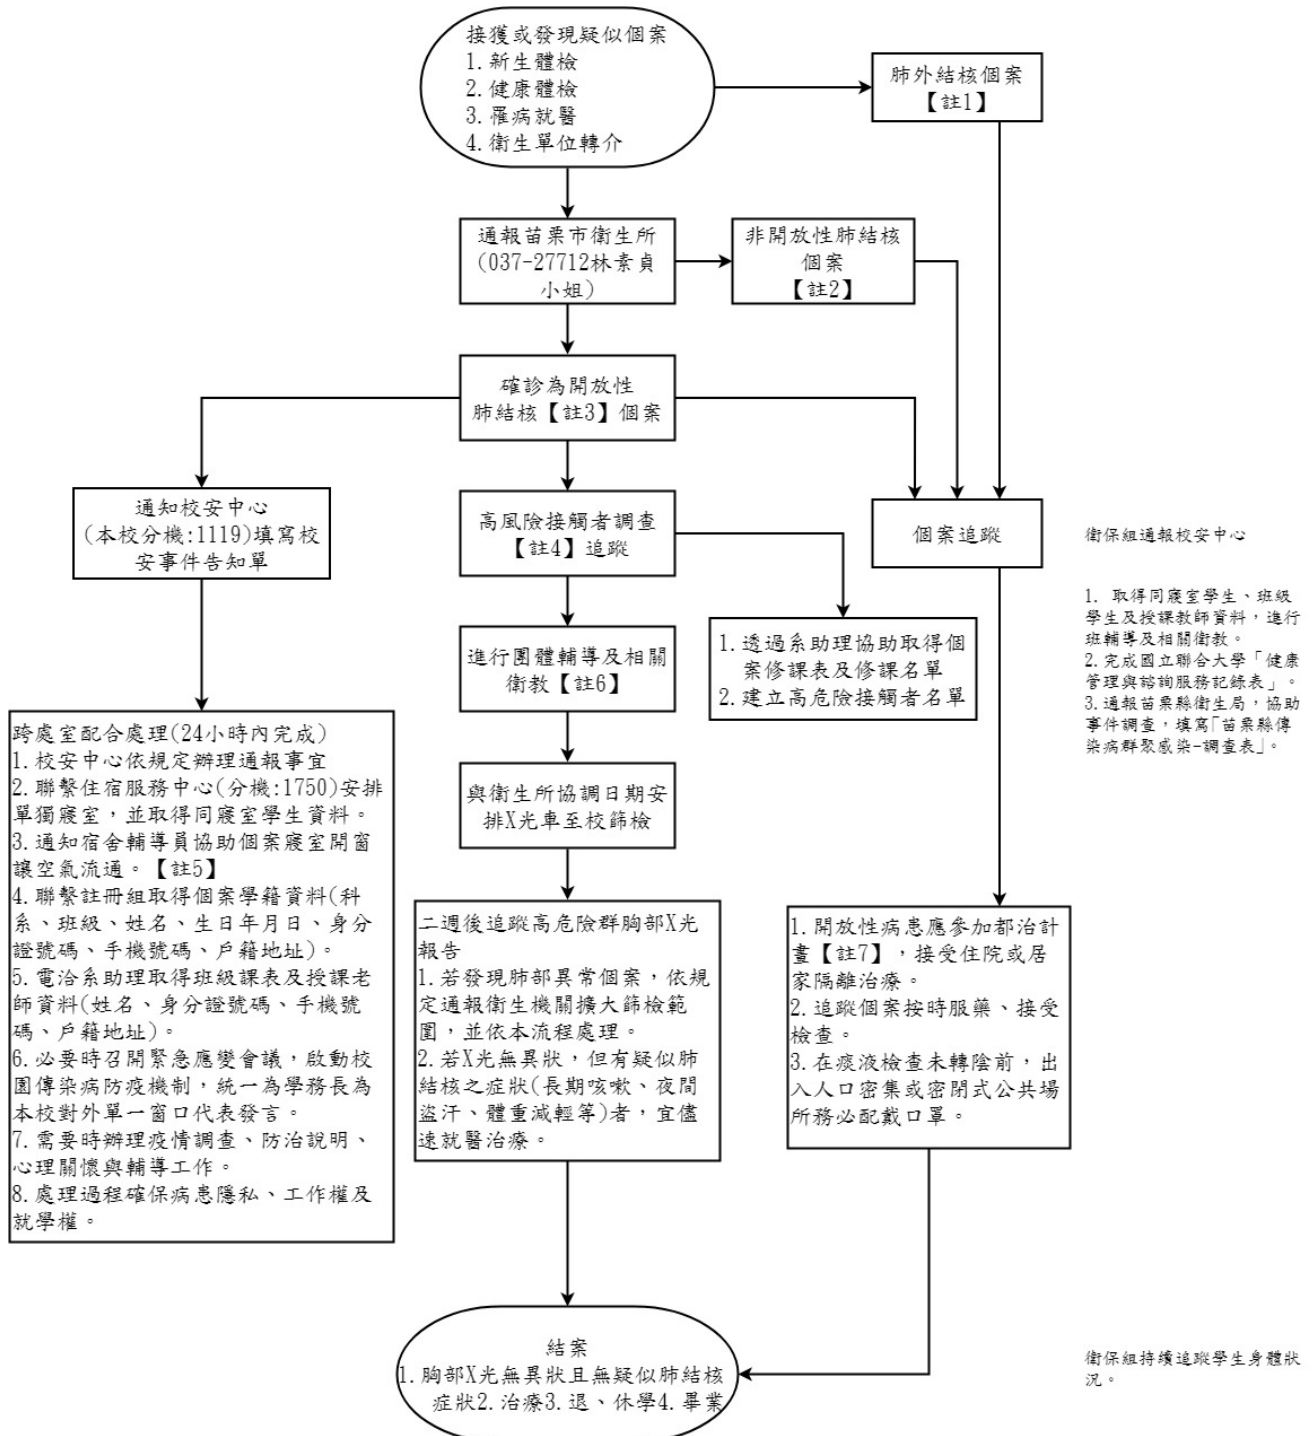 接獲或發現疑似個案
1.新生體檢
2.健康體檢
3.罹病就醫
4.衛生單位轉介
肺外結核個案
【註1】
通報苗栗市衛生所
(037-27712林素貞
小姐)
非開放性肺結核
個案
【註2】
確診為開放性
肺結核【註3】個案
通知校安中心
(本校分機:1119)填寫校
安事件告知單
高風險接觸者調查
【註4】追蹤
個案追蹤
衛保組通報校安中心
1. 取得同寢室學生、班級
學生及授課教師資料，進行
班輔導及相關衛教。
2.完成國立聯合大學「健康
管理與諮詢服務記錄表」。
3.通報苗栗縣衛生局，協助
事件調查，填寫「苗栗縣傳
染病群聚感染-調查表」。
進行團體輔導及相關
衛教【註6】
1.透過系助理協助取得個
案修課表及修課名單
2.建立高危險接觸者名單
跨處室配合處理(24小時內完成)
1.校安中心依規定辦理通報事宜
2.聯繫住宿服務中心(分機:1750)安排
單獨寢室，並取得同寢室學生資料。
3.通知宿舍輔導員協助個案寢室開窗
讓空氣流通。【註5】
4.聯繫註冊組取得個案學籍資料(科
系、班級、姓名、生日年月日、身分
證號碼、手機號碼、戶籍地址)。
5.電洽系助理取得班級課表及授課老
師資料(姓名、身分證號碼、手機號
碼、戶籍地址)。
6.必要時召開緊急應變會議，啟動校
園傳染病防疫機制，統一為學務長為
本校對外單一窗口代表發言。
7.需要時辦理疫情調查、防治說明、
心理關懷與輔導工作。
8.處理過程確保病患隱私、工作權及
就學權。
與衛生所協調日期安
排X光車至校篩檢
二週後追蹤高危險群胸部X光
報告
1.若發現肺部異常個案，依規
定通報衛生機關擴大篩檢範
圍，並依本流程處理。
2.若X光無異狀，但有疑似肺
結核之症狀(長期咳嗽、夜間
盜汗、體重減輕等)者，宜儘
速就醫治療。
1.開放性病患應參加都治計
畫【註7】，接受住院或居
家隔離治療。
2.追蹤個案按時服藥、接受
檢查。
3.在痰液檢查未轉陰前，出
入人口密集或密閉式公共場
所務必配戴口罩。
結案
1.胸部X光無異狀且無疑似肺結核
症狀2.治療3.退、休學4.畢業
衛保組持續追蹤學生身體狀
況。